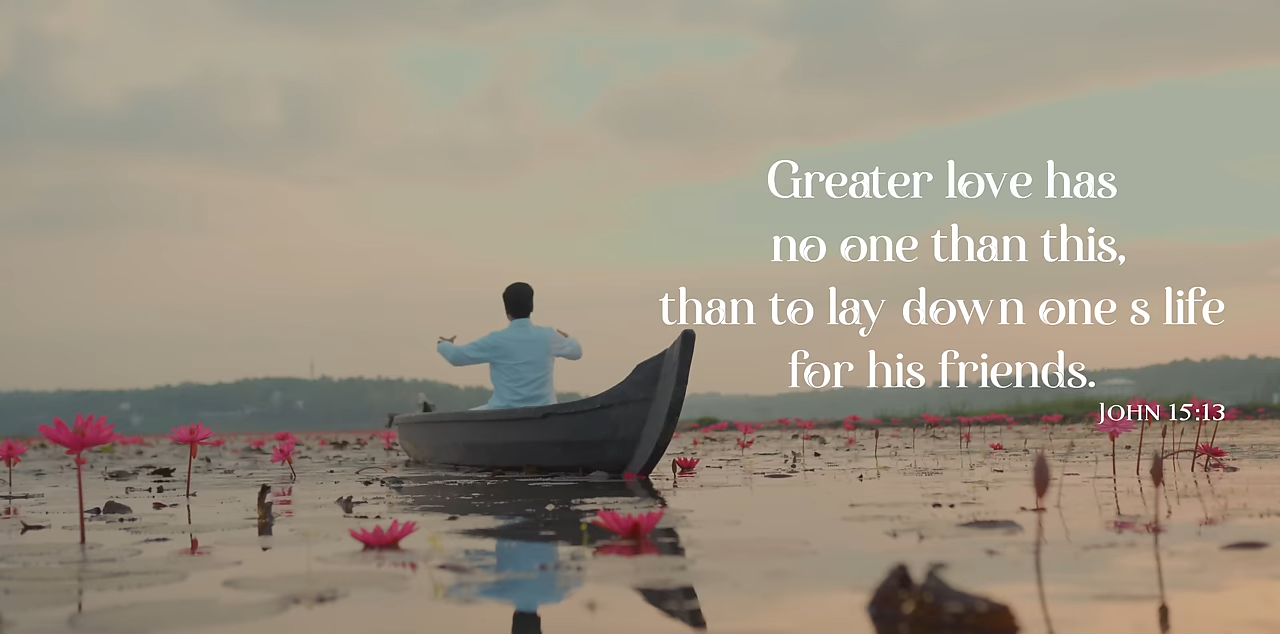 Greater love has
no one than this,
than to lay down one s life
for his friends.
JOHN 15:13